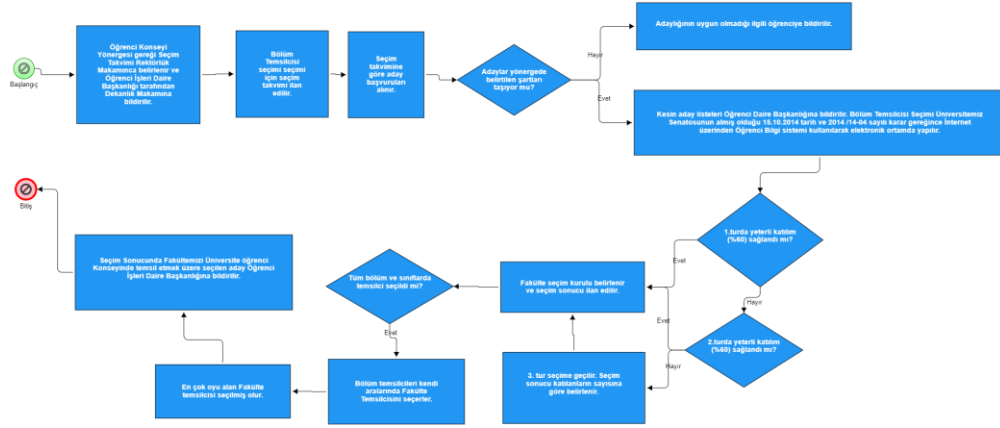 Başlangıç
Öğrenci Konseyi
Yönergesi gereği Seçim
Takvimi Rektörlük
Makamınca belirlenir ve
Öğrenci İşleri Daire
Başkanlığı tarafından
Dekanlık Makamına
bildirilir.
Bölüm
Temsilcisi
seçimi seçimi
için seçim
takvimi ilan
edilir.
Seçim
takvimine
göre aday
başvuruları
alınır.
Adaylar yönergede
belirtilen şartları
taşıyor mu?
Hayır
Adaylığının uygun olmadığı ilgili öğrenciye bildirilir.
Evet
Kesin aday listeleri Öğrenci Daire Başkanlığına bildirilir. Bölüm Temsilcisi Seçimi Üniversitemiz
Senatosunun almış olduğu 15.10.2014 tarih ve 2014 /14-04 sayılı karar gereğince İnternet
üzerinden Öğrenci Bilgi sistemi kullanılarak elektronik ortamda yapılır.
1.turda yeterli katılım
(%60) sağlandı mı?
Evet
Hayır
2.turda yeterli katılım
(%60) sağlandı mı?
Evet
Hayır
Fakülte seçim kurulu belirlenir
ve seçim sonucu ilan edilir.
3. tur seçime geçilir. Seçim
sonucu katılanların sayısına
göre belirlenir.
Tüm bölüm ve sınıflarda
temsilci seçildi mi?
Evet
Bölüm temsilcileri kendi
aralarında Fakülte
Temsilcisini seçerler.
En çok oyu alan Fakülte
temsilcisi seçilmiş olur.
Seçim Sonucunda Fakültemizi Üniversite öğrenci
Konseyinde temsil etmek üzere seçilen aday Öğrenci
İşleri Daire Başkanlığına bildirilir.
Bitiş